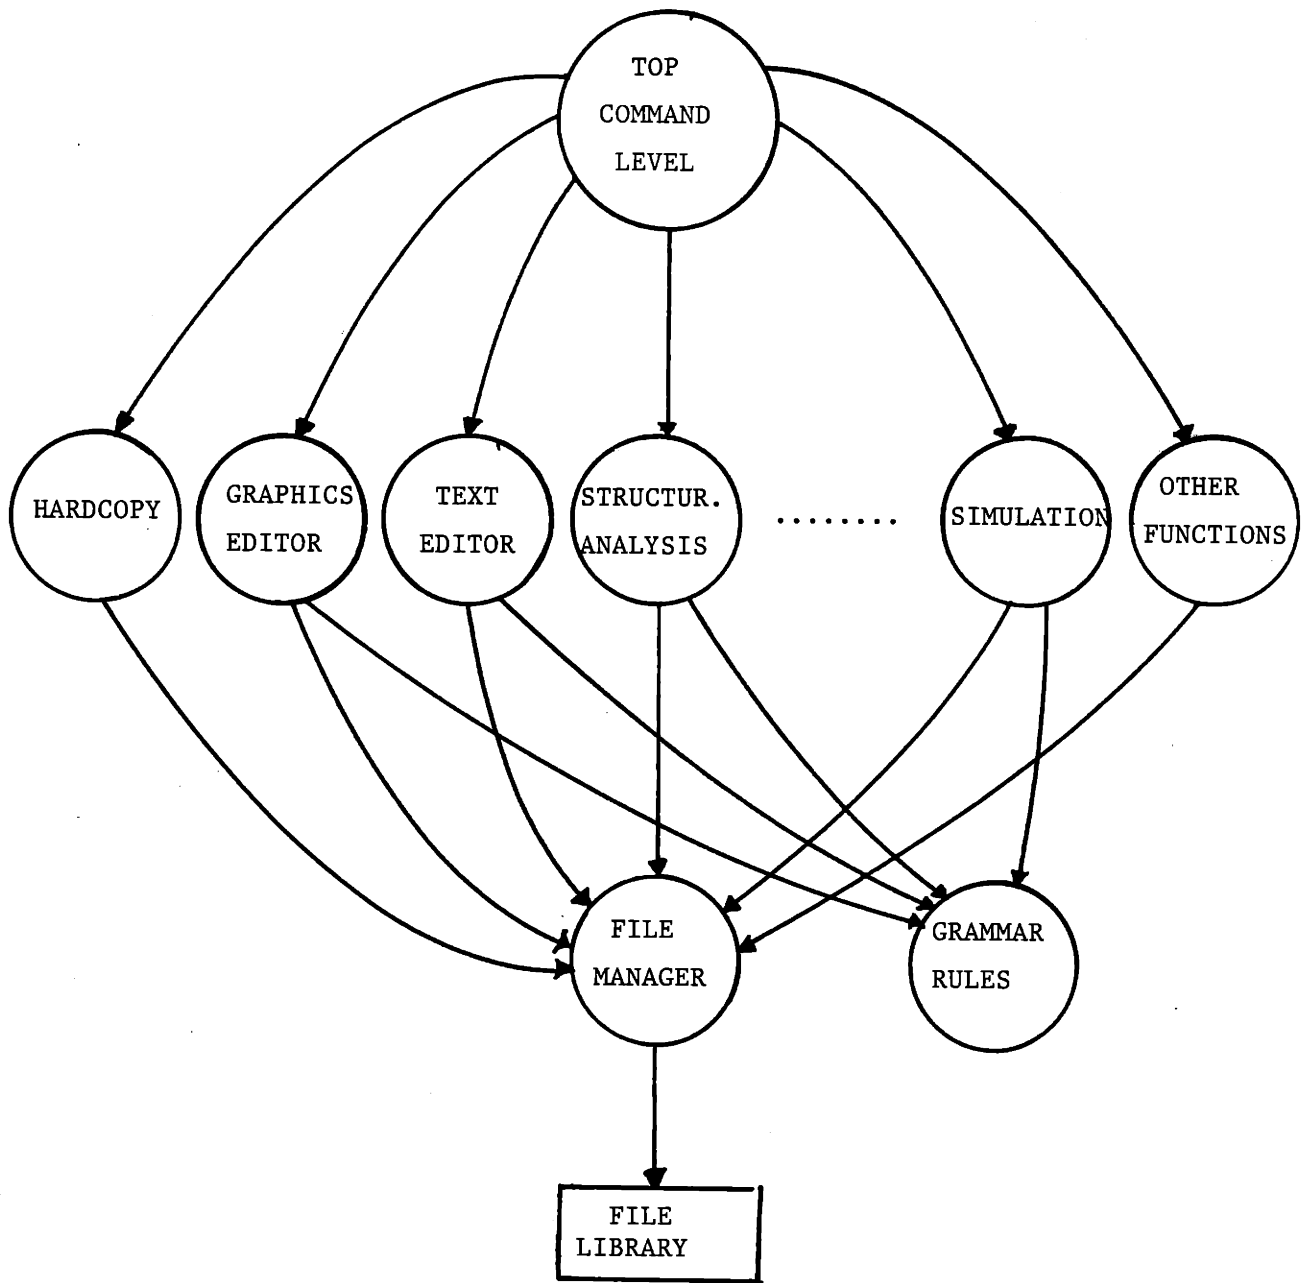 TOP
COMMAND
LEVEL
HARDCOPY
GRAPHICS
EDITOR
TEXT
EDITOR
STRUCTUR.
ANALYSIS
........
SIMULATION
OTHER
FUNCTIONS
FILE
MANAGER
GRAMMAR
RULES
FILE
LIBRARY